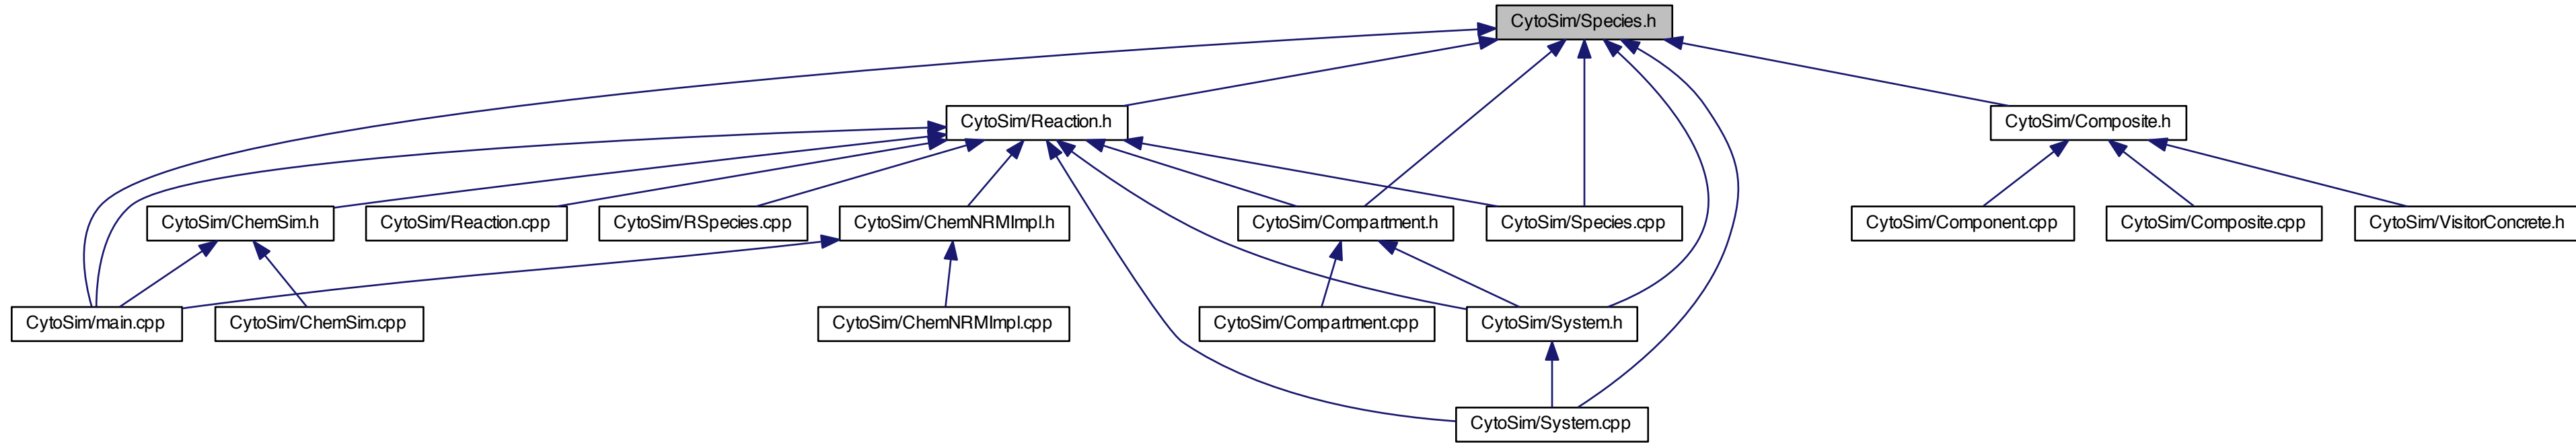 CytoSim/Species.h
CytoSim/Reaction.h
CytoSim/Composite.h
CytoSim/ChemSim.h
CytoSim/Reaction.cpp
CytoSim/RSpecies.cpp
CytoSim/ChemNRMImpl.h
CytoSim/Compartment.h
CytoSim/Species.cpp
CytoSim/Component.cpp
CytoSim/Composite.cpp
CytoSim/VisitorConcrete.h
CytoSim/main.cpp
CytoSim/ChemSim.cpp
CytoSim/ChemNRMImpl.cpp
CytoSim/Compartment.cpp
CytoSim/System.h
CytoSim/System.cpp